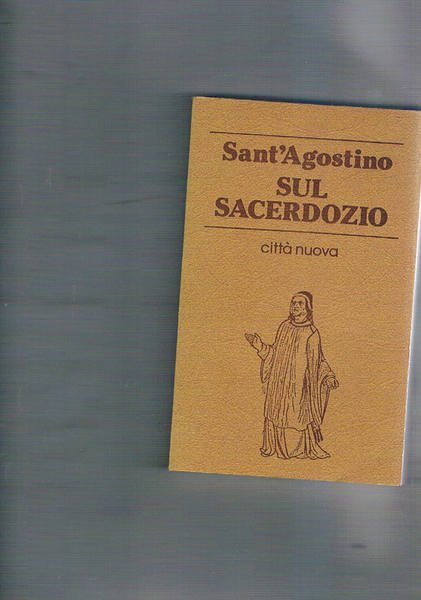 Sant'Agostino
SUL
SACERDOZIO
città nuova